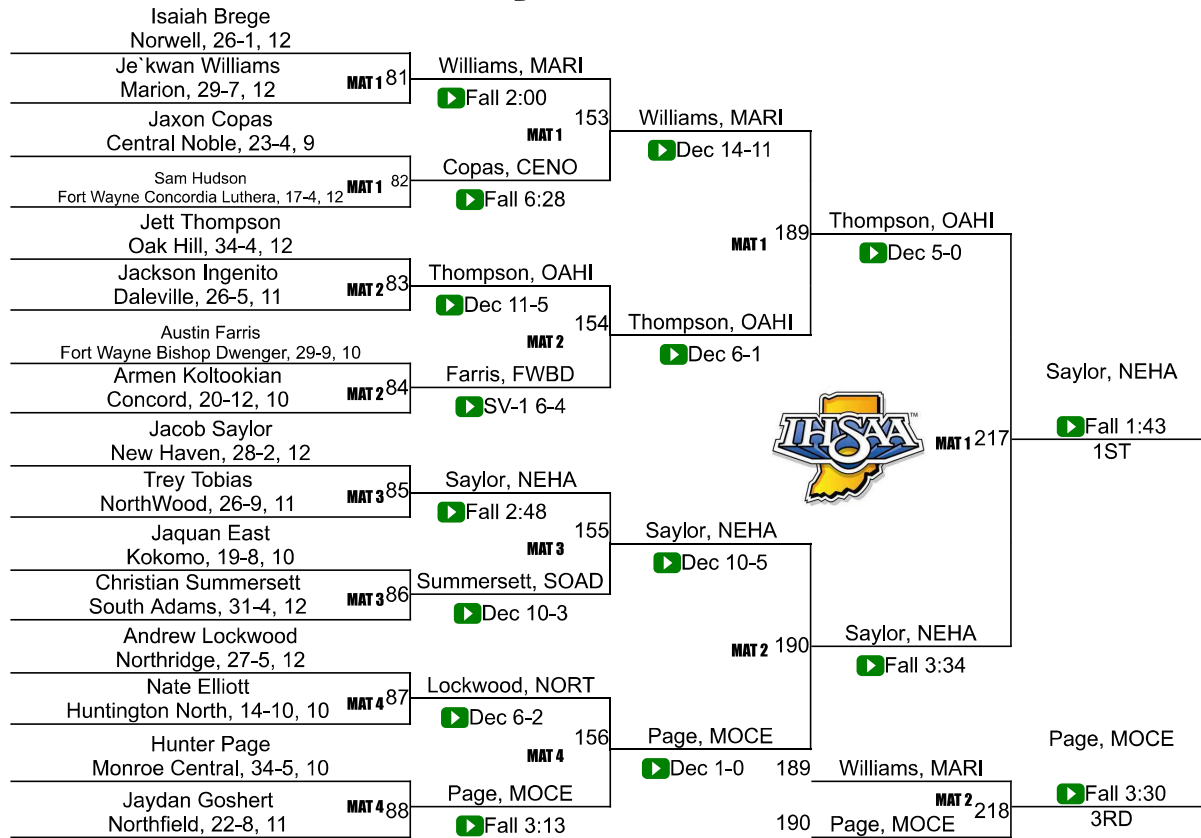 Isaiah Brege
Norwell, 26-1, 12
Je`kwan Williams
Marion, 29-7, 12
MAT 1 81
Jaxon Copas
Central Noble, 23-4, 9
Sam Hudson
Fort Wayne Concordia Luthera, 17-4, 12
MAT 1 82
Jett Thompson
Oak Hill, 34-4, 12
Jackson Ingenito
Daleville, 26-5, 11
MAT 2 83
Austin Farris
Fort Wayne Bishop Dwenger, 29-9, 10
Armen Koltookian
Concord, 20-12, 10
MAT 2 84
Jacob Saylor
New Haven, 28-2, 12
Trey Tobias
NorthWood, 26-9, 11
MAT 3 85
Jaquan East
Kokomo, 19-8, 10
Christian Summersett
South Adams, 31-4, 12
MAT 3 86
Andrew Lockwood
Northridge, 27-5, 12
Nate Elliott
Huntington North, 14-10, 10
MAT 4 87
Hunter Page
Monroe Central, 34-5, 10
Jaydan Goshert
Northfield, 22-8, 11
MAT 4 88
Williams, MARI
Fall 2:00
MAT 1 153
Copas, CENO
Fall 6:28
Thompson, OAHI
Dec 11-5
MAT 2 154
Farris, FWBD
SV-1 6-4
Saylor, NEHA
Fall 2:48
MAT 3 155
Summersett, SOAD
Dec 10-3
Lockwood, NORT
Dec 6-2
MAT 4 156
Page, MOCE
Fall 3:13
Williams, MARI
Dec 14-11
MAT 1 189
Thompson, OAHI
Dec 6-1
Saylor, NEHA
Dec 10-5
MAT 2 190
Page, MOCE
Dec 1-0
Thompson, OAHI
Dec 5-0
IHSAA
TM
MAT 1 217
Saylor, NEHA
Fall 3:34
Saylor, NEHA
Fall 1:43
1ST
189 Williams, MARI
MAT 2 218
190 Page, MOCE
Page, MOCE
Fall 3:30
3RD